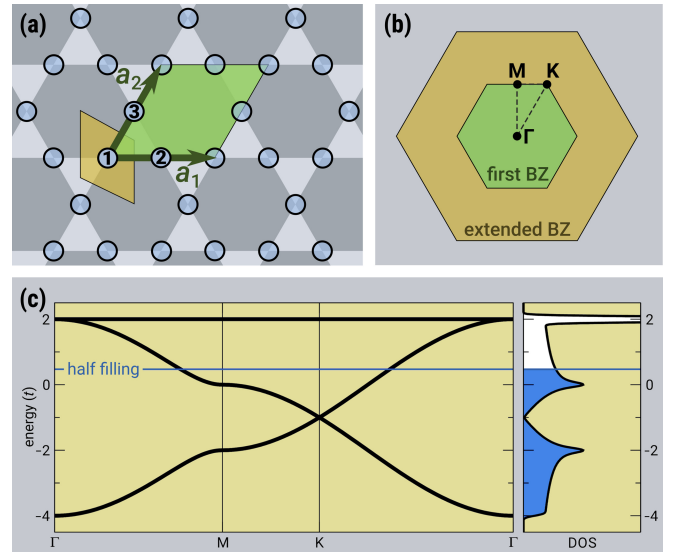 (a)
a2
3
1
2
a1
(b)
M K
Γ
first BZ
extended BZ
(c)
energy (t)
2
0
−2
−4
half filling
Γ M K Γ
2
0
−2
−4
DOS